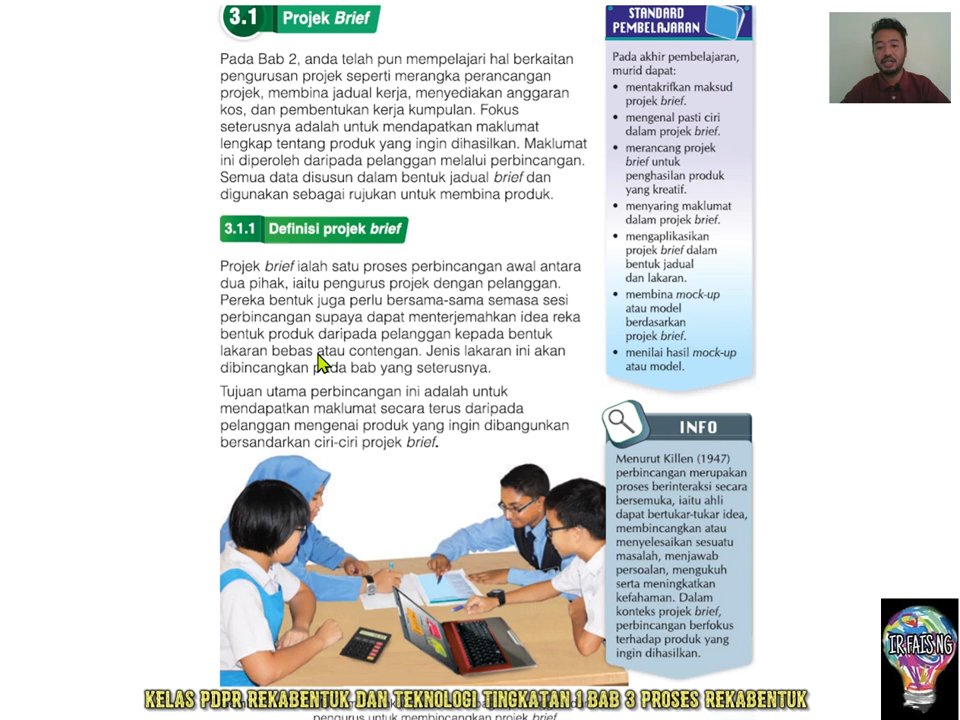 3.1 Projek Brief
Pada Bab 2, anda telah pun mempelajari hal berkaitan
pengurusan projek seperti merangka perancangan
projek, membina jadual kerja, menyediakan anggaran
kos, dan pembentukan kerja kumpulan. Fokus
seterusnya adalah untuk mendapatkan maklumat
lengkap tentang produk yang ingin dihasilkan. Maklumat
ini diperoleh daripada pelanggan melalui perbincangan.
Semua data disusun dalam bentuk jadual brief dan
digunakan sebagai rujukan untuk membina produk.
3.1.1 Definisi projek brief
Projek brief ialah satu proses perbincangan awal antara
dua pihak, iaitu pengurus projek dengan pelanggan.
Pereka bentuk juga perlu bersama-sama semasa sesi
perbincangan supaya dapat menterjemahkan idea reka
bentuk produk daripada pelanggan kepada bentuk
lakaran bebas atau contengan. Jenis lakaran ini akan
dibincangkan pada bab yang seterusnya.
Tujuan utama perbincangan ini adalah untuk
mendapatkan maklumat secara terus daripada
pelanggan mengenai produk yang ingin dibangunkan
bersandarkan ciri-ciri projek brief.
STANDARD
PEMBELAJARAN
Pada akhir pembelajaran,
murid dapat:
• mentakrifkan maksud
projek brief.
• mengenal pasti ciri
dalam projek brief.
• merancang projek
brief untuk
penghasilan produk
yang kreatif.
• menyaring maklumat
dalam projek brief.
• mengaplikasikan
projek brief dalam
bentuk jadual
dan lakaran.
• membina mock-up
atau model
berdasarkan
projek brief.
• menilai hasil mock-up
atau model.
INFO
Menurut Killen (1947)
perbincangan merupakan
proses berinteraksi secara
bersemuka, iaitu ahli
dapat bertukar-tukar idea,
membincangkan atau
menyelesaikan sesuatu
masalah, menjawab
persoalan, mengukuh
serta meningkatkan
kefahaman. Dalam
konteks projek brief,
perbincangan berfokus
terhadap produk yang
ingin dihasilkan.
IR FAIS NG
KELAS PDPR REKABENTUK DAN TEKNOLOGI TINGKATAN 1 BAB 3 PROSES REKABENTUK
pengurus untuk membincangkan projek brief